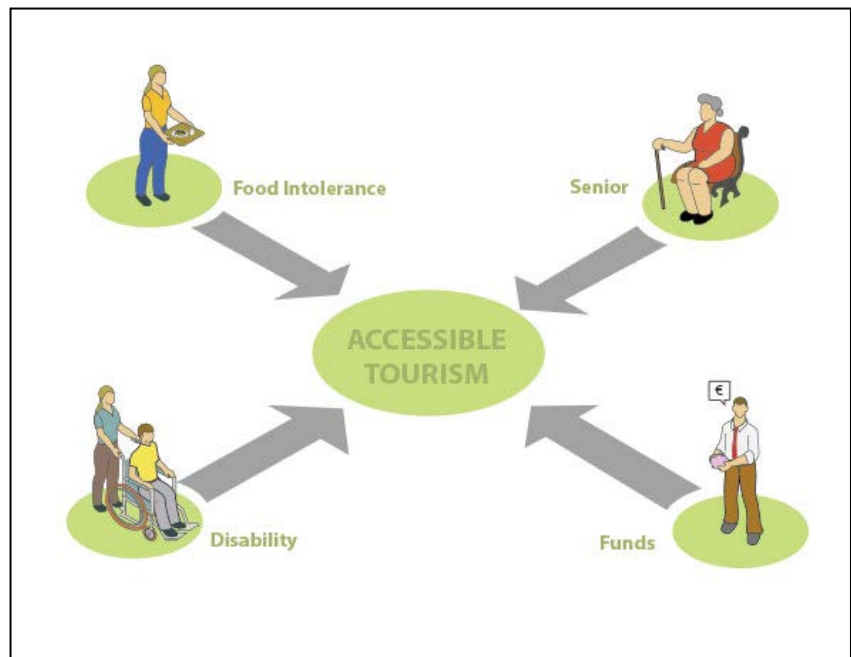 Food Intolerance
Senior
ACCESSIBLE
TOURISM
€
Disability
Funds